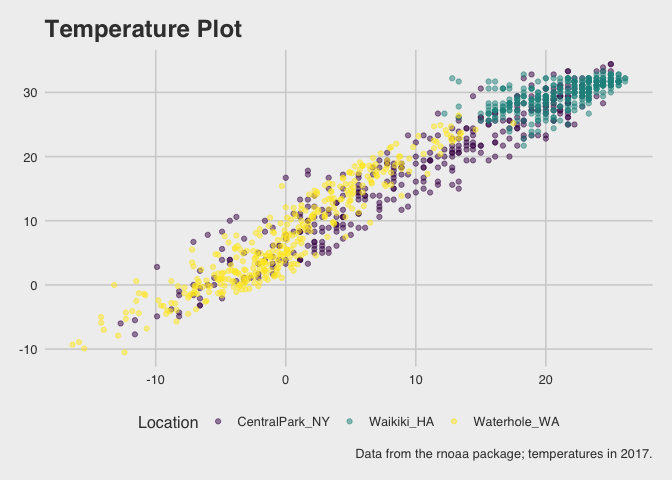 Temperature Plot
30
20
10
0
-10
-10 0 10 20
Location CentralPark_NY Waikiki_HA Waterhole_WA
Data from the rnoaa package; temperatures in 2017.